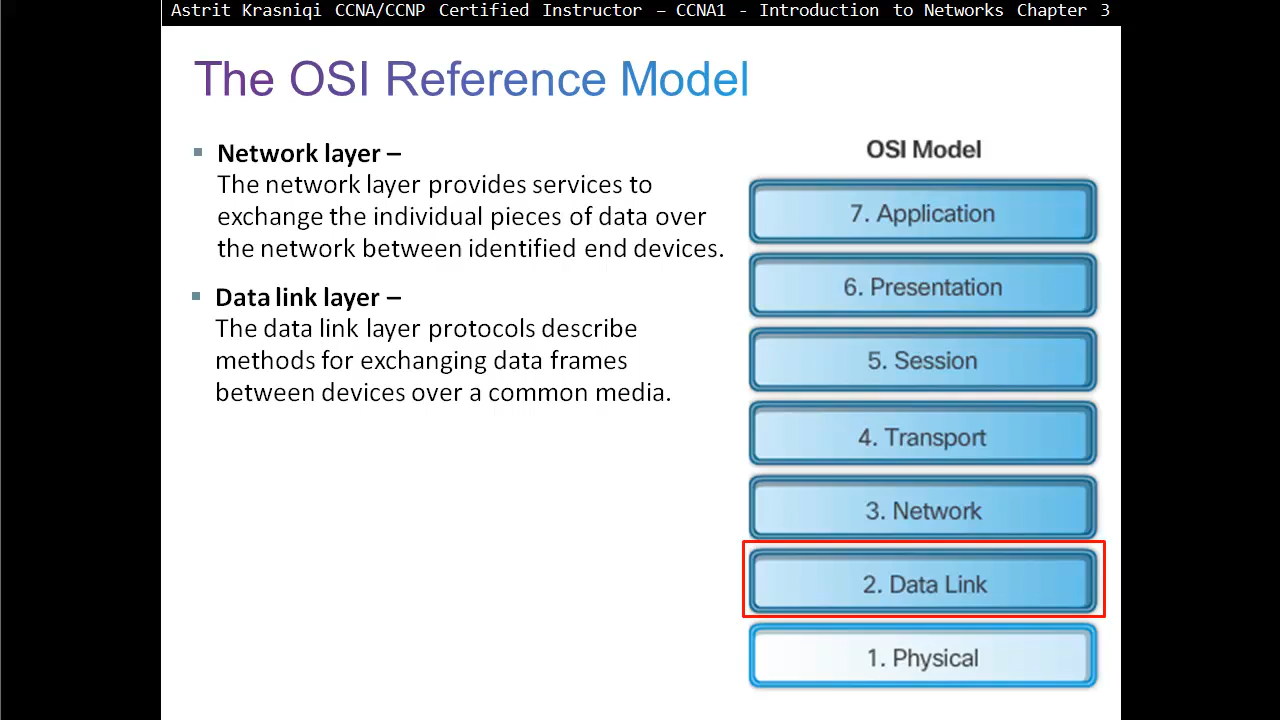 Astrit Krasniqi CCNA/CCNP Certified Instructor – CCNA1 - Introduction to Networks Chapter 3
The OSI Reference Model
▪ Network layer –
The network layer provides services to
exchange the individual pieces of data over
the network between identified end devices.
▪ Data link layer –
The data link layer protocols describe
methods for exchanging data frames
between devices over a common media.
OSI Model
7. Application
6. Presentation
5. Session
4. Transport
3. Network
2. Data Link
1. Physical